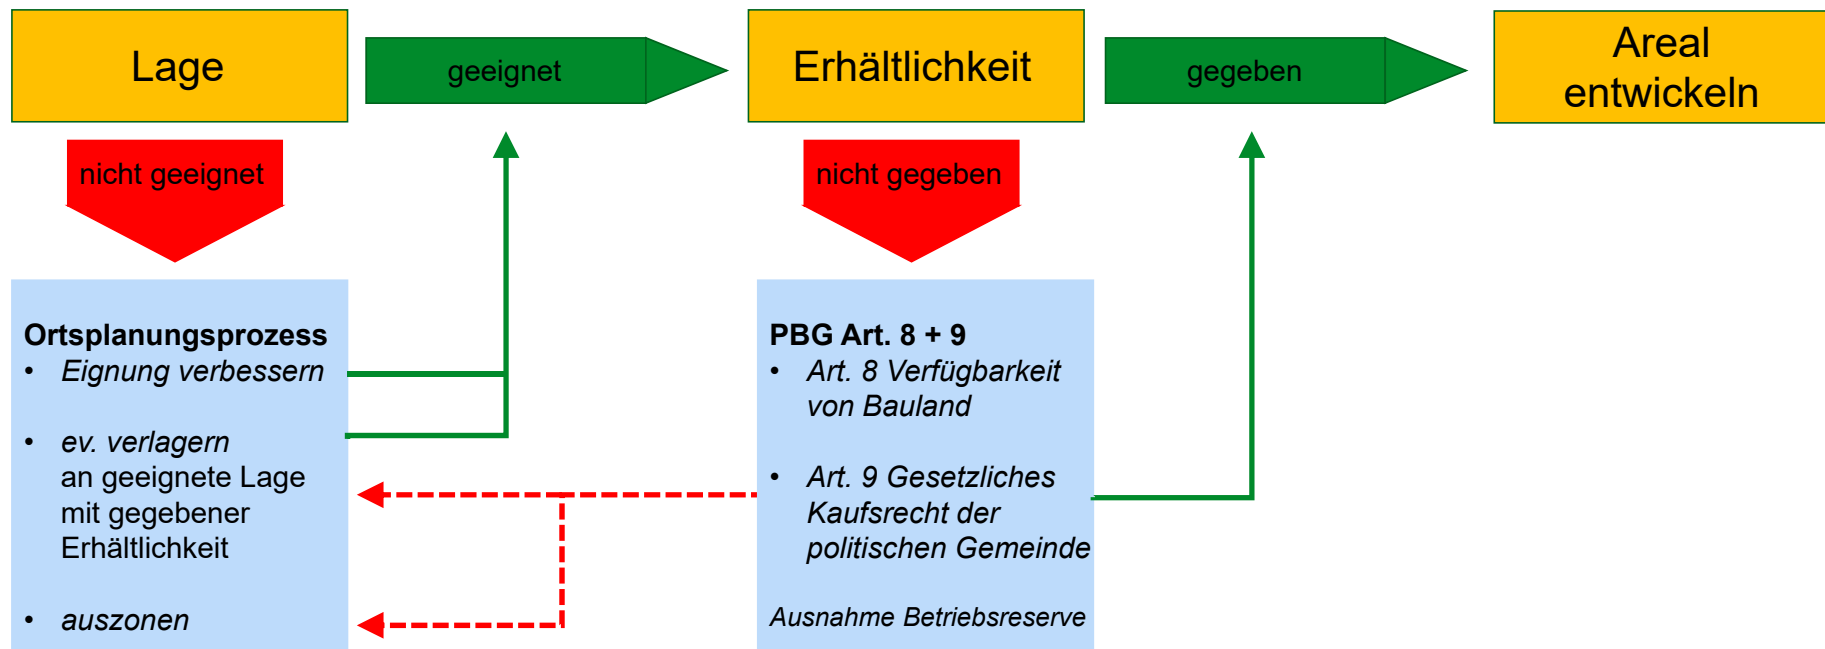 Lage
geeignet
Erhältlichkeit
gegeben
Areal
entwickeln
nicht geeignet
nicht gegeben
Ortsplanungsprozess
• Eignung verbessern
• ev. verlagern
an geeignete Lage
mit gegebener
Erhältlichkeit
• auszonen
PBG Art. 8 + 9
• Art. 8 Verfügbarkeit
von Bauland
• Art. 9 Gesetzliches
Kaufsrecht der
politischen Gemeinde
Ausnahme Betriebsreserve